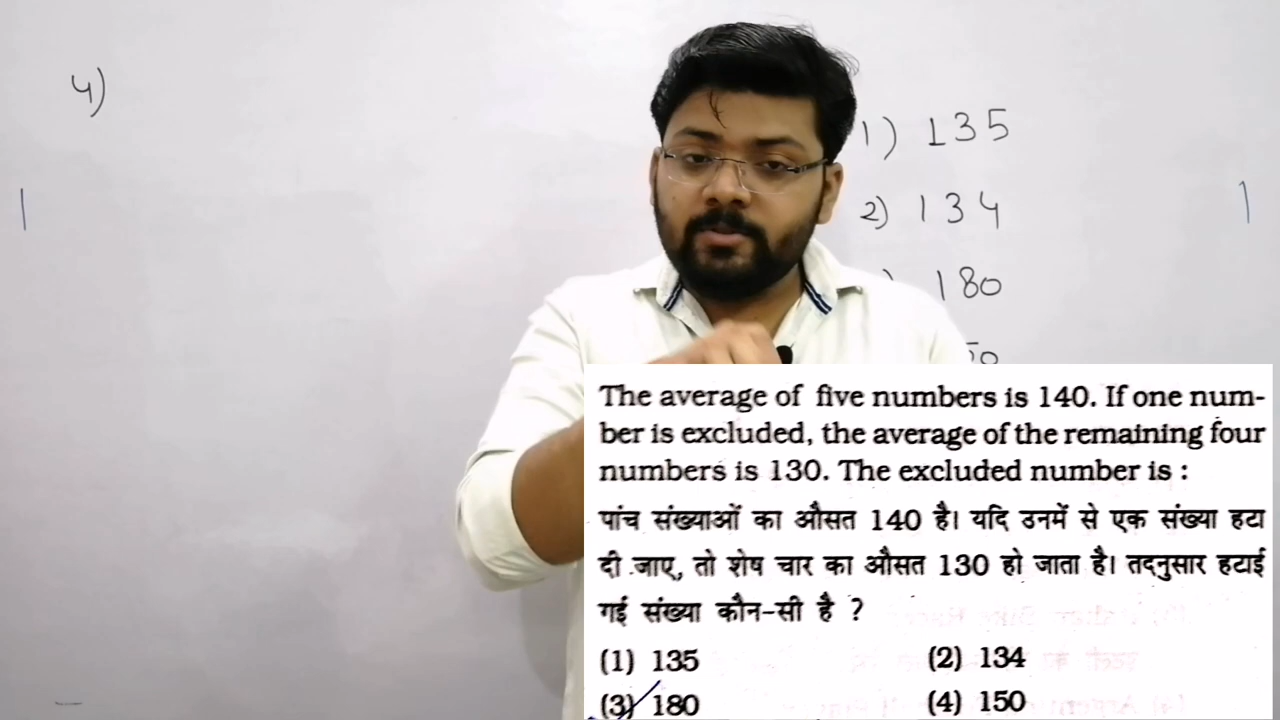 4)
1) 135
2) 134
180
50
The average of five numbers is 140. If one num-
ber is excluded, the average of the remaining four
numbers is 130. The excluded number is :
पांच संख्याओं का औसत 140 है। यदि उनमें से एक संख्या हटा
दी जाए, तो शेष चार का औसत 130 हो जाता है। तद्नुसार हटाई
गई संख्या कौन-सी है ?
(1) 135 (2) 134
(3) 180 (4) 150